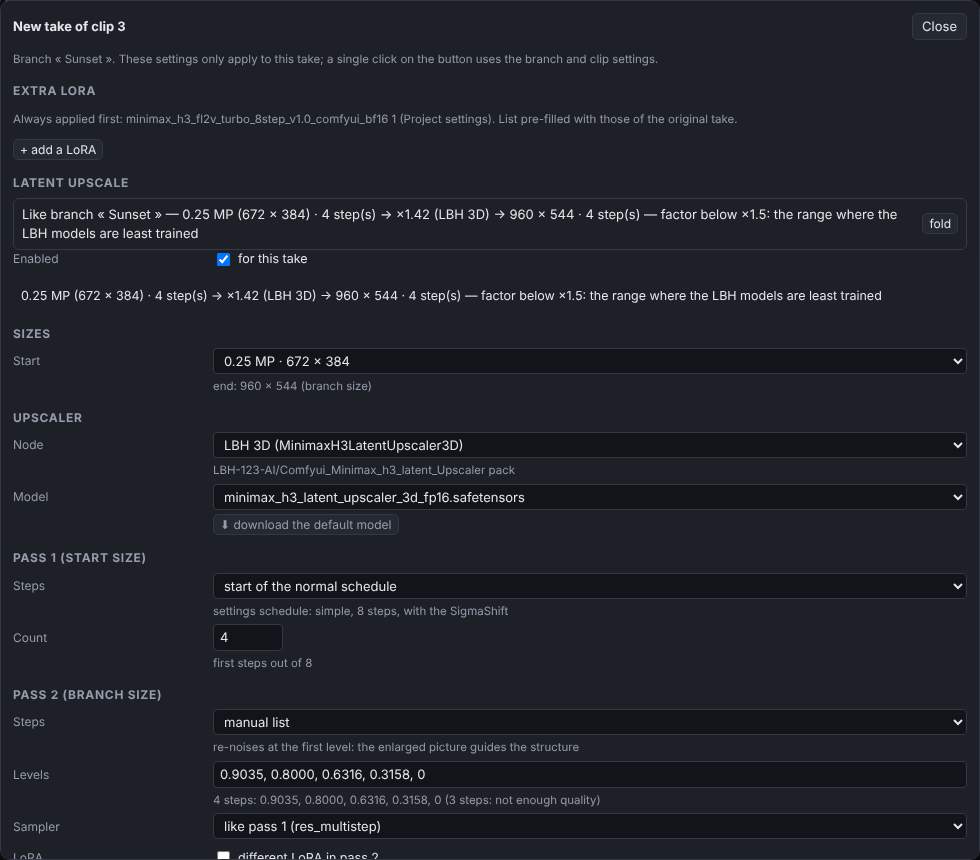 New take of clip 3
Close
Branch « Sunset ». These settings only apply to this take; a single click on the button uses the branch and clip settings.
EXTRA LORA
Always applied first: minimax_h3_fl2v_turbo_8step_v1.0_comfyui_bf16 1 (Project settings). List pre-filled with those of the original take.
+ add a LoRA
LATENT UPSCALE
Like branch « Sunset » — 0.25 MP (672 × 384) · 4 step(s) → ×1.42 (LBH 3D) → 960 × 544 · 4 step(s) — factor below ×1.5: the range where the
LBH models are least trained
fold
Enabled
for this take
0.25 MP (672 × 384) · 4 step(s) → ×1.42 (LBH 3D) → 960 × 544 · 4 step(s) — factor below ×1.5: the range where the LBH models are least trained
SIZES
Start
0.25 MP · 672 × 384
end: 960 × 544 (branch size)
UPSCALER
Node
LBH 3D (MinimaxH3LatentUpscaler3D)
LBH-123-AI/Comfyui_Minimax_h3_latent_Upscaler pack
Model
minimax_h3_latent_upscaler_3d_fp16.safetensors
⬇ download the default model
PASS 1 (START SIZE)
Steps
start of the normal schedule
settings schedule: simple, 8 steps, with the SigmaShift
Count
4
first steps out of 8
PASS 2 (BRANCH SIZE)
Steps
manual list
re-noises at the first level: the enlarged picture guides the structure
Levels
0.9035, 0.8000, 0.6316, 0.3158, 0
4 steps: 0.9035, 0.8000, 0.6316, 0.3158, 0 (3 steps: not enough quality)
Sampler
like pass 1 (res_multistep)
LoRA
different LoRA in pass 2